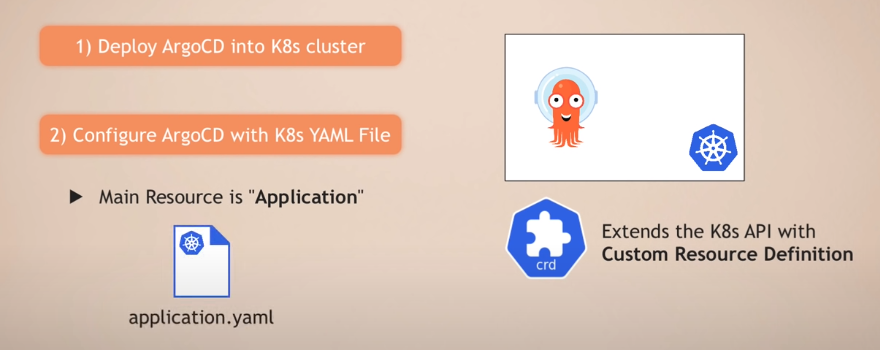 1) Deploy ArgoCD into K8s cluster
2) Configure ArgoCD with K8s YAML File
▶ Main Resource is "Application"
application.yaml
crd
Extends the K8s API with
Custom Resource Definition